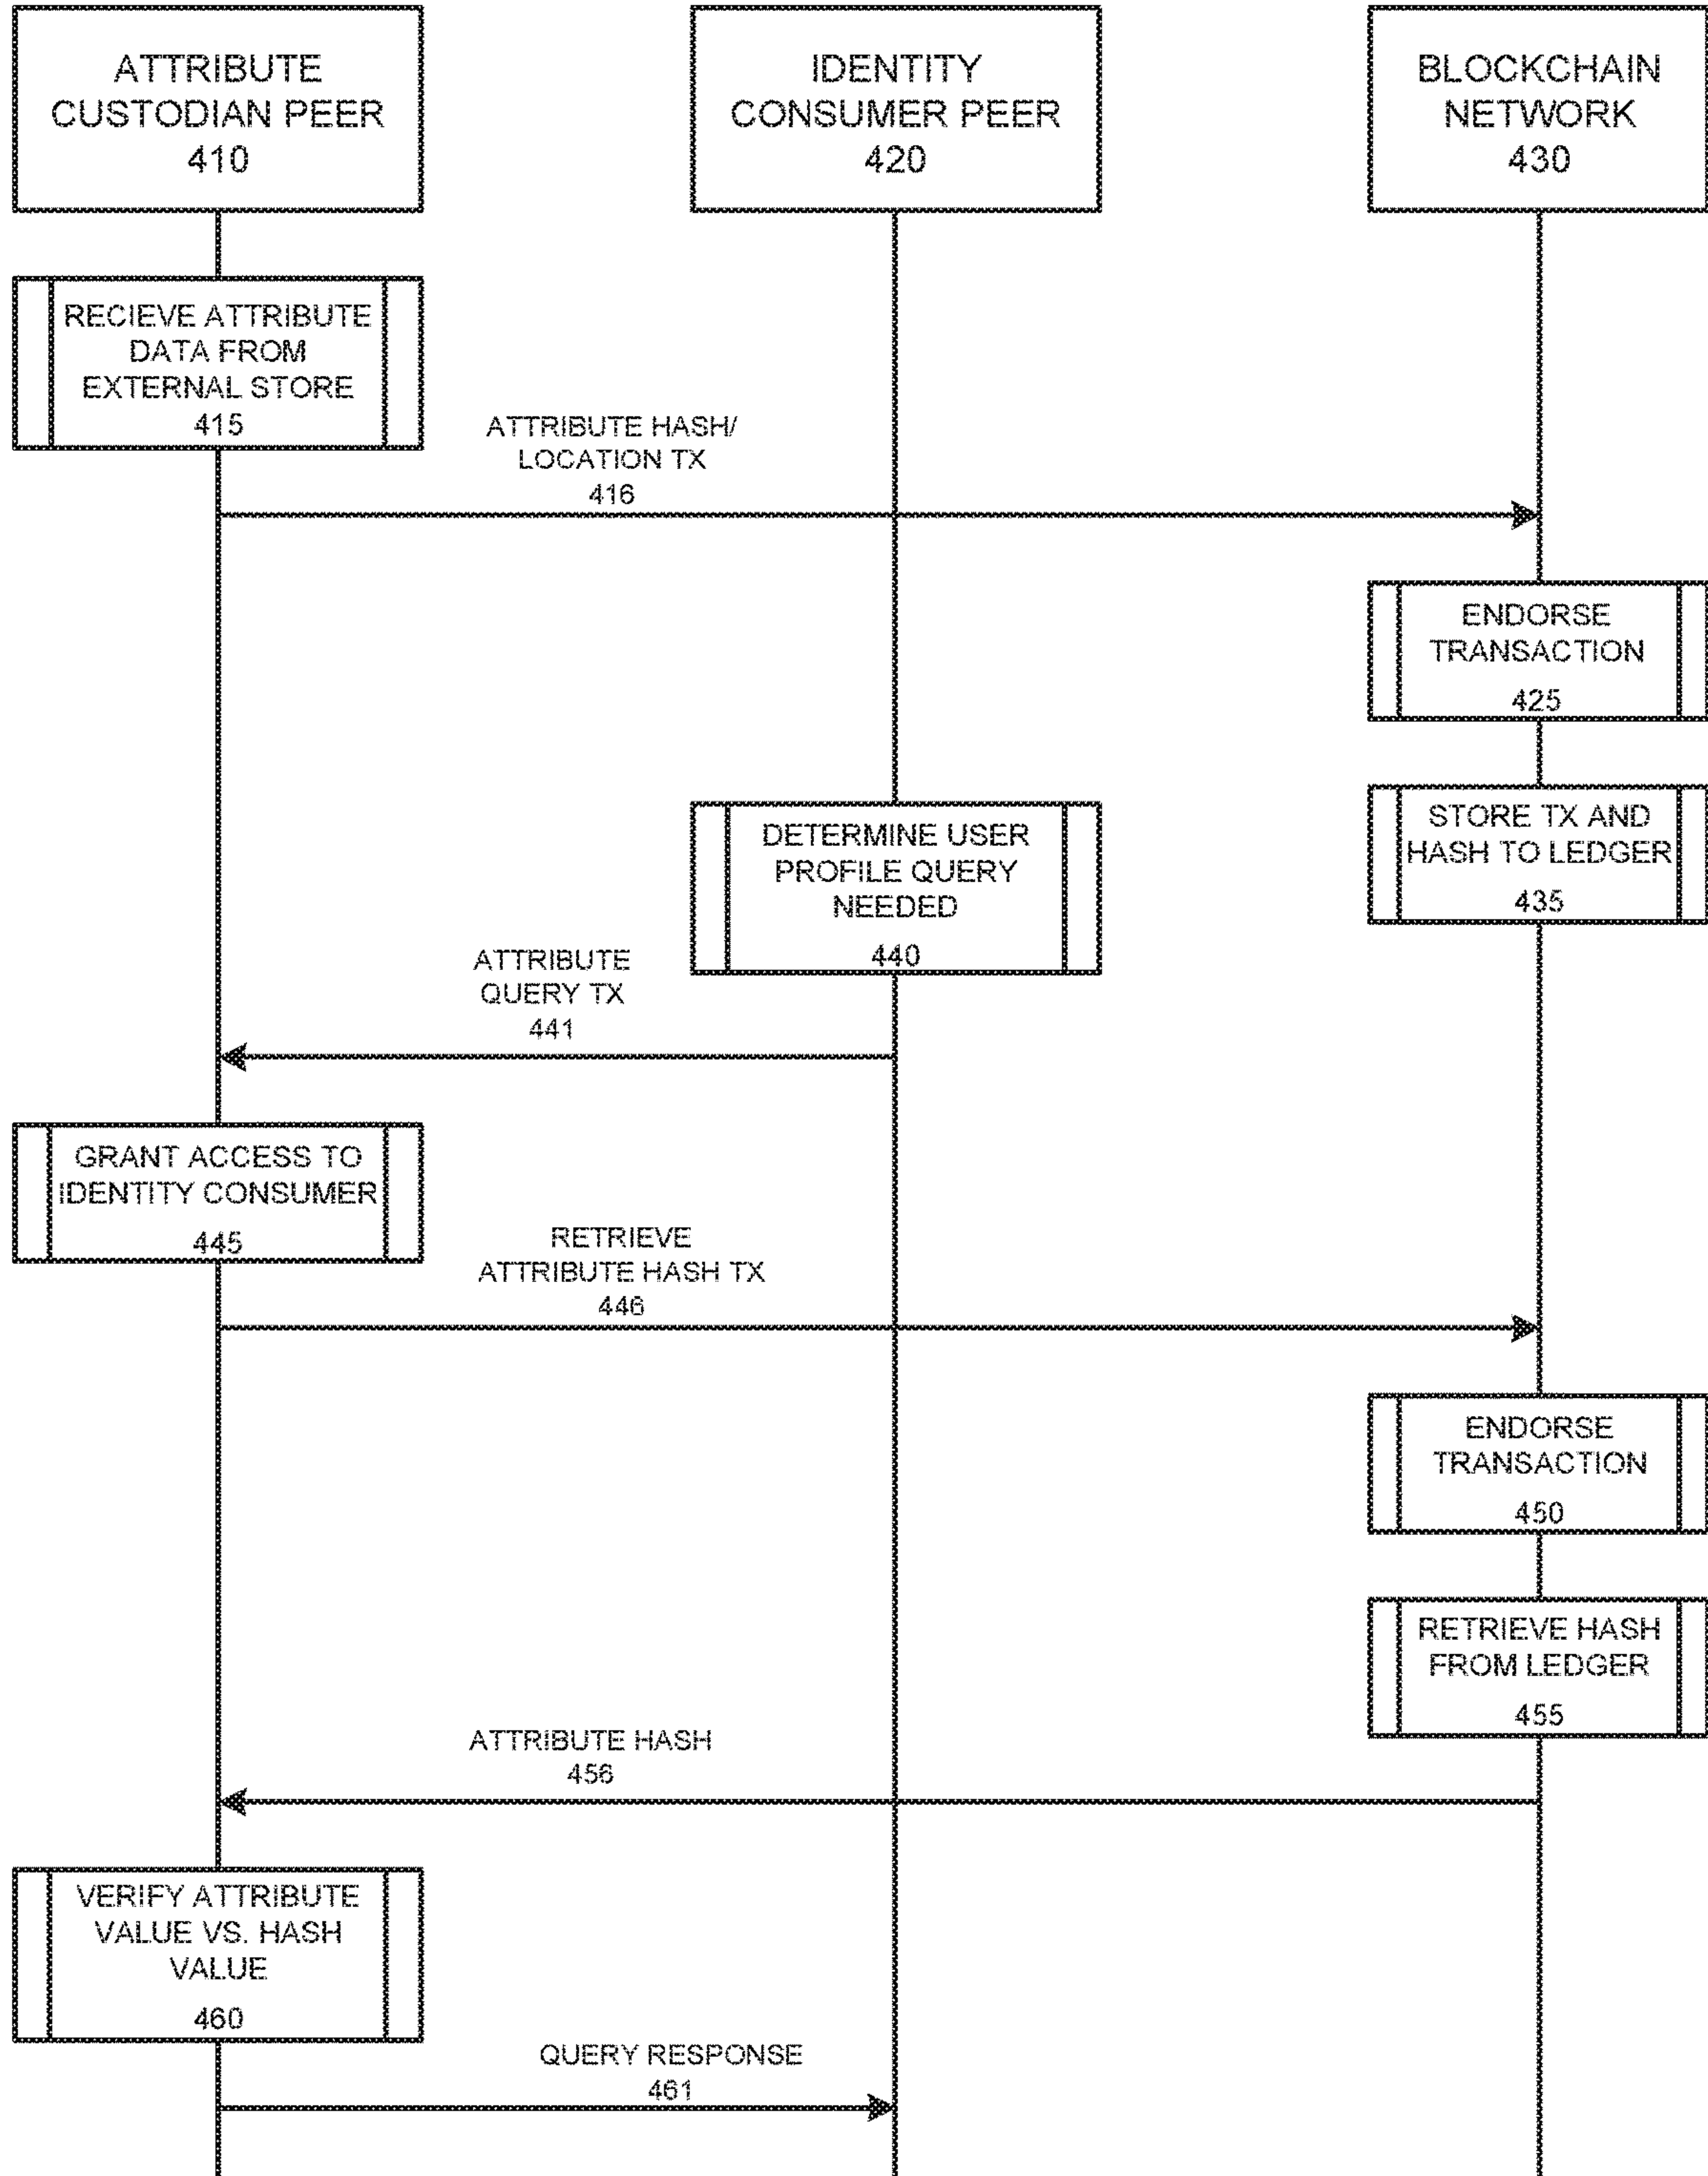 ATTRIBUTE
CUSTODIAN PEER
410
IDENTITY
CONSUMER PEER
420
BLOCKCHAIN
NETWORK
430
RECIEVE ATTRIBUTE
DATA FROM
EXTERNAL STORE
415
ATTRIBUTE HASH/
LOCATION TX
416
ENDORSE
TRANSACTION
425
STORE TX AND
HASH TO LEDGER
435
DETERMINE USER
PROFILE QUERY
NEEDED
440
ATTRIBUTE
QUERY TX
441
GRANT ACCESS TO
IDENTITY CONSUMER
445
RETRIEVE
ATTRIBUTE HASH TX
446
ENDORSE
TRANSACTION
450
RETRIEVE HASH
FROM LEDGER
455
ATTRIBUTE HASH
456
VERIFY ATTRIBUTE
VALUE VS. HASH
VALUE
460
QUERY RESPONSE
461